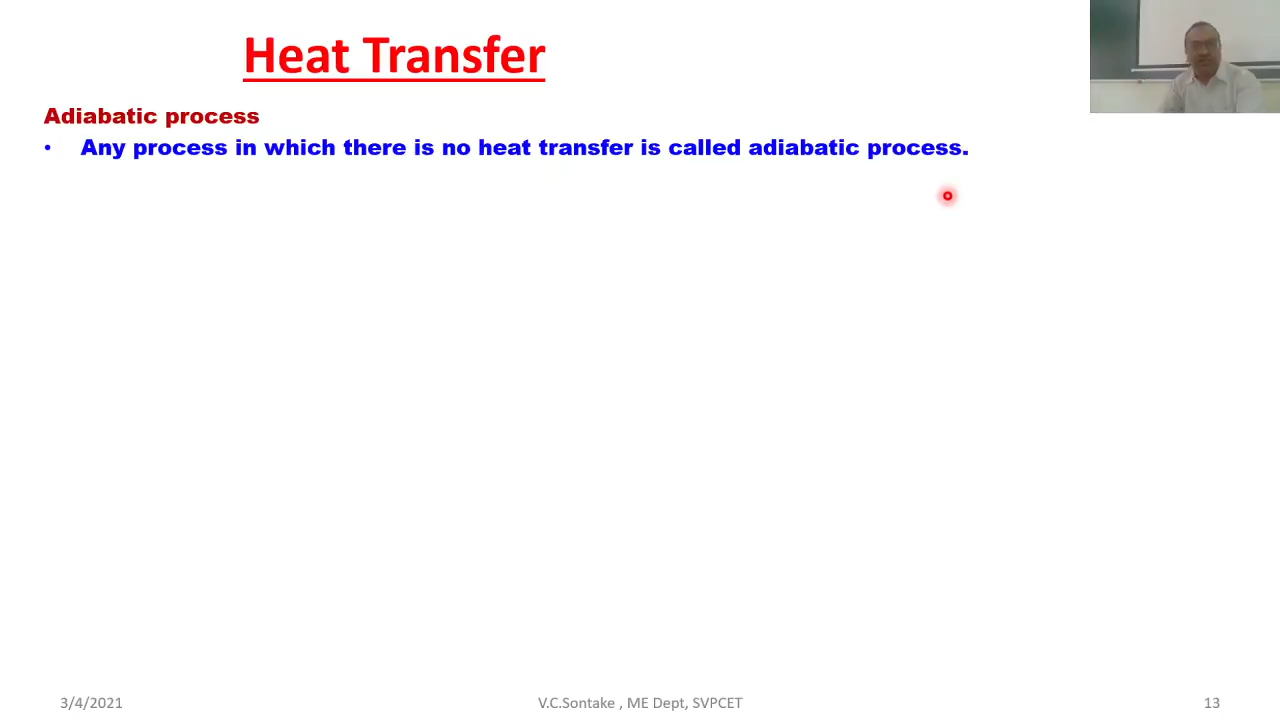 Heat Transfer
Adiabatic process
• Any process in which there is no heat transfer is called adiabatic process.
3/4/2021
V.C.Sontake , ME Dept, SVPCET
13